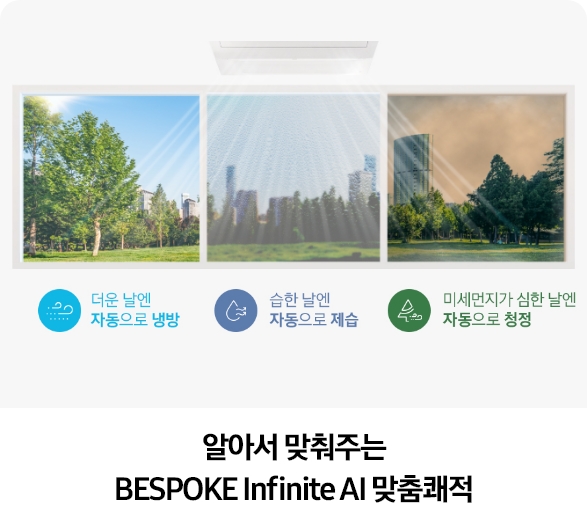 더운 날엔
자동으로 냉방
습한 날엔
자동으로 제습
미세먼지가 심한 날엔
자동으로 청정
알아서 맞춰주는
BESPOKE Infinite AI 맞춤쾌적